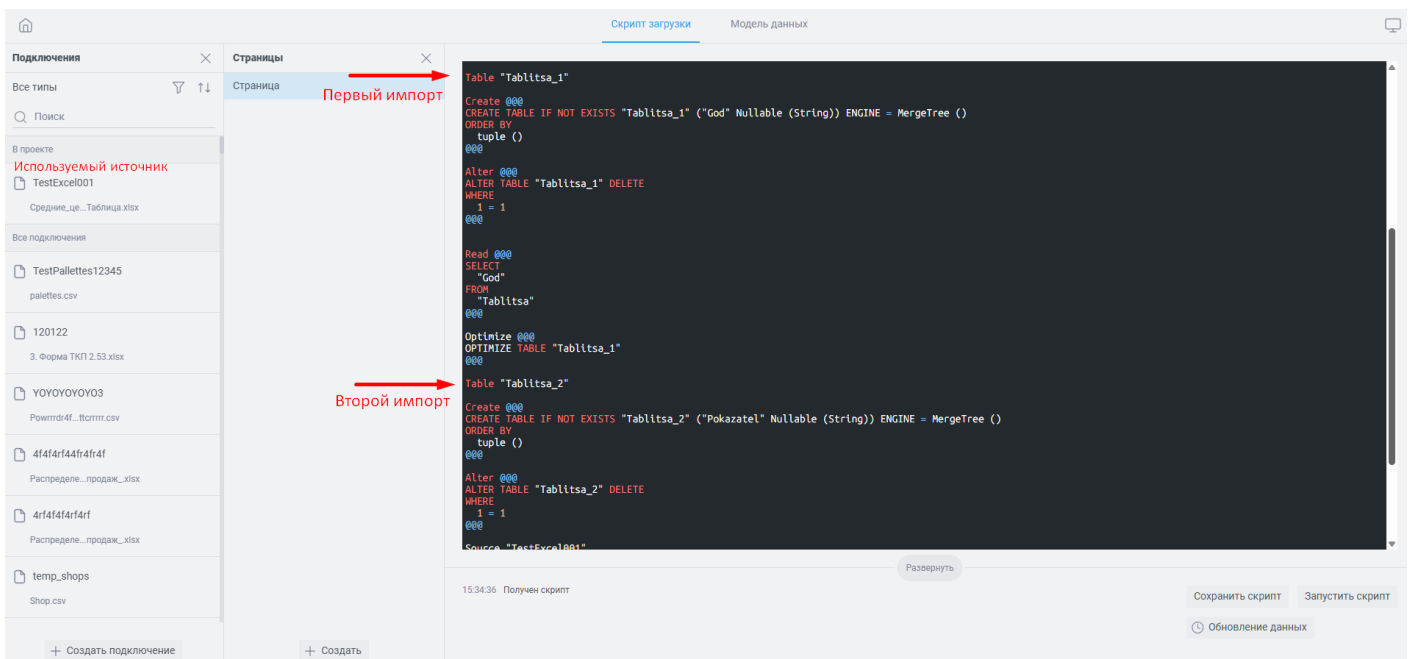 Скрипт загрузки
Модель данных
Подключения
Все типы
Поиск
В проекте
Используемый источник
TestExcel001
Средние_це...Таблица.xlsx
Все подключения
TestPallettes12345
palettes.csv
120122
3. Форма ТКП 2.53.xlsx
YOYOYOYOYO3
Powrrrdr4f...ttcrrrrr.csv
4f4f4rf44fr4fr4f
Распределе...продаж_.xlsx
4rf4f4f4rf4rf
Распределе...продаж_.xlsx
temp_shops
Shop.csv
Создать подключение
Страницы
Страница
Создать
Первый импорт
Второй импорт
Table "Tablitsa_1"
Create @@@
CREATE TABLE IF NOT EXISTS "Tablitsa_1" ("God" Nullable (String)) ENGINE = MergeTree ()
ORDER BY
tuple ()
@@@
Alter @@@
ALTER TABLE "Tablitsa_1" DELETE
WHERE
1 = 1
@@@
Read @@@
SELECT
"God"
FROM
"Tablitsa"
@@@
Optimize @@@
OPTIMIZE TABLE "Tablitsa_1"
@@@
Table "Tablitsa_2"
Create @@@
CREATE TABLE IF NOT EXISTS "Tablitsa_2" ("Pokazatel" Nullable (String)) ENGINE = MergeTree ()
ORDER BY
tuple ()
@@@
Alter @@@
ALTER TABLE "Tablitsa_2" DELETE
WHERE
1 = 1
@@@
Source "TestExcel001"
Развернуть
15:34:36 Получен скрипт
Сохранить скрипт
Запустить скрипт
Обновление данных